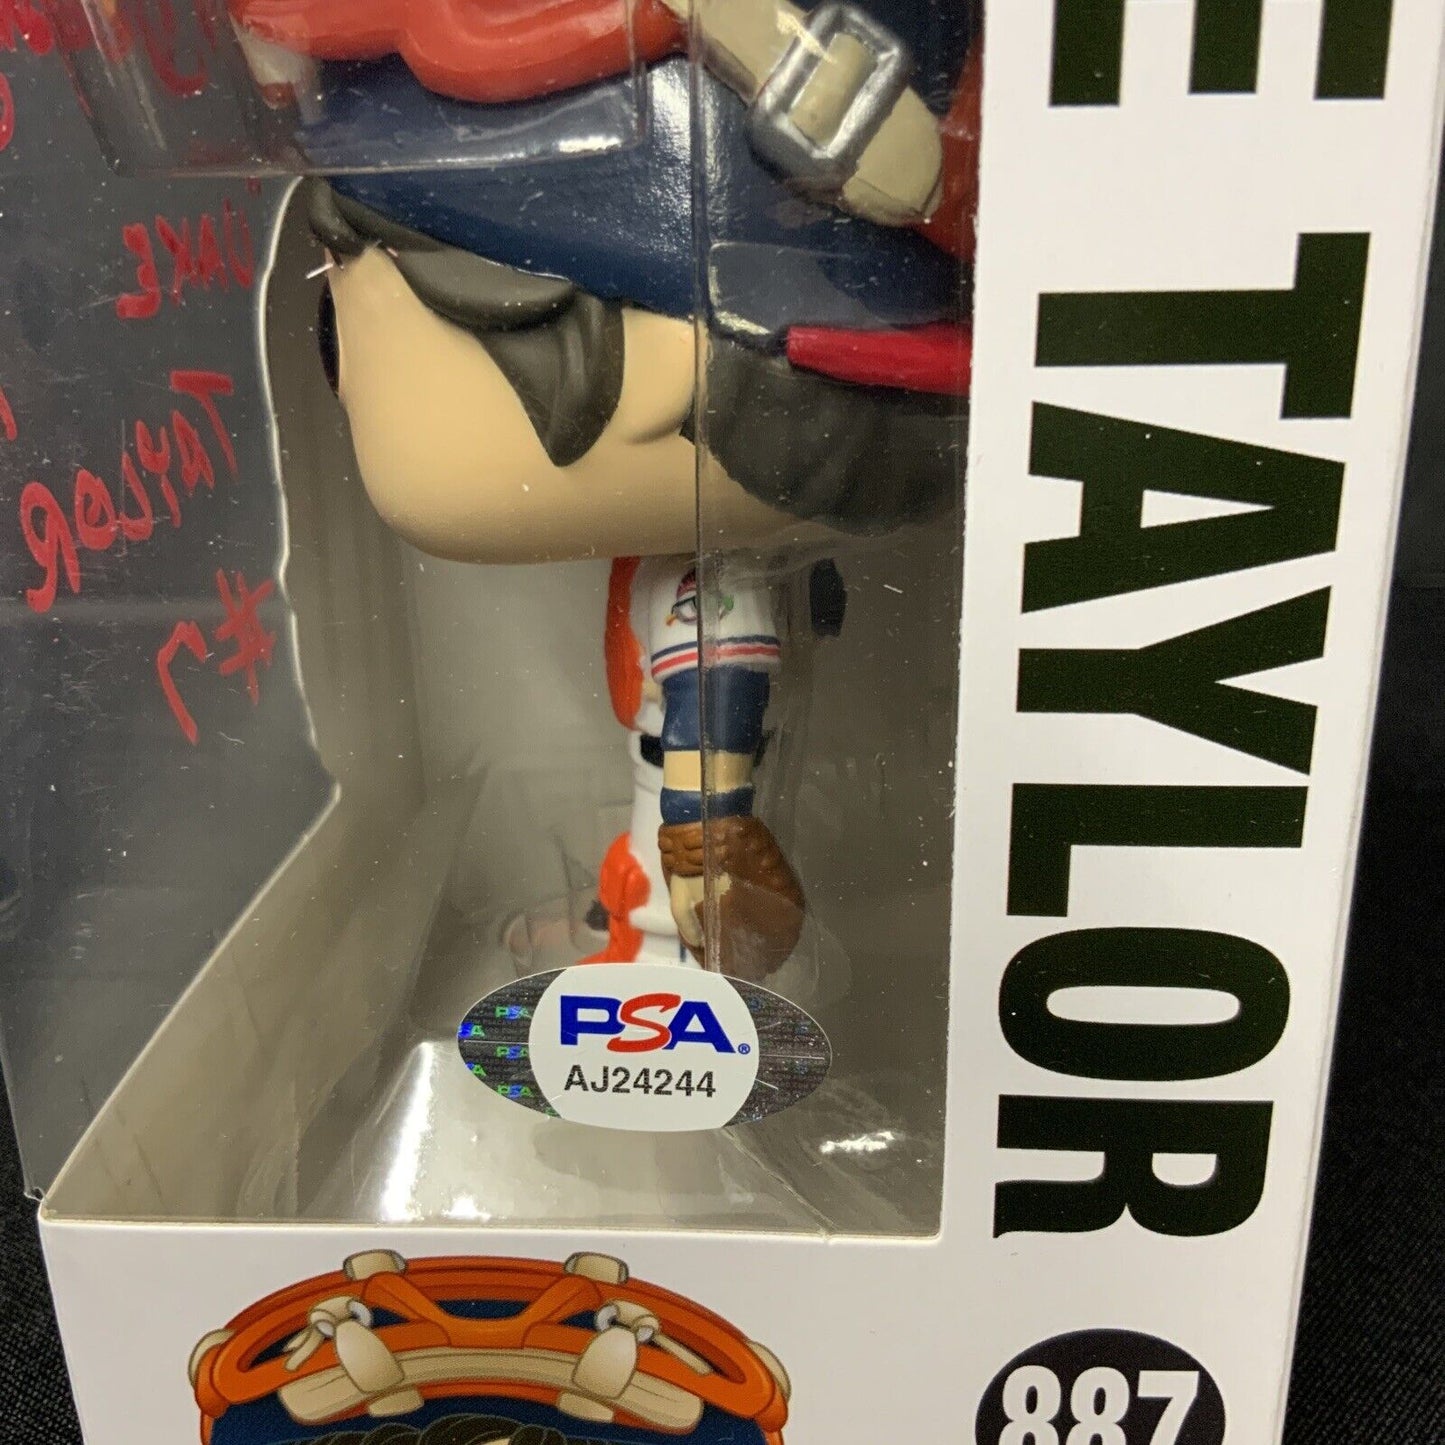 JAKE
TAYLOR
#7
E TAYLOR
PSA®
AJ24244
887